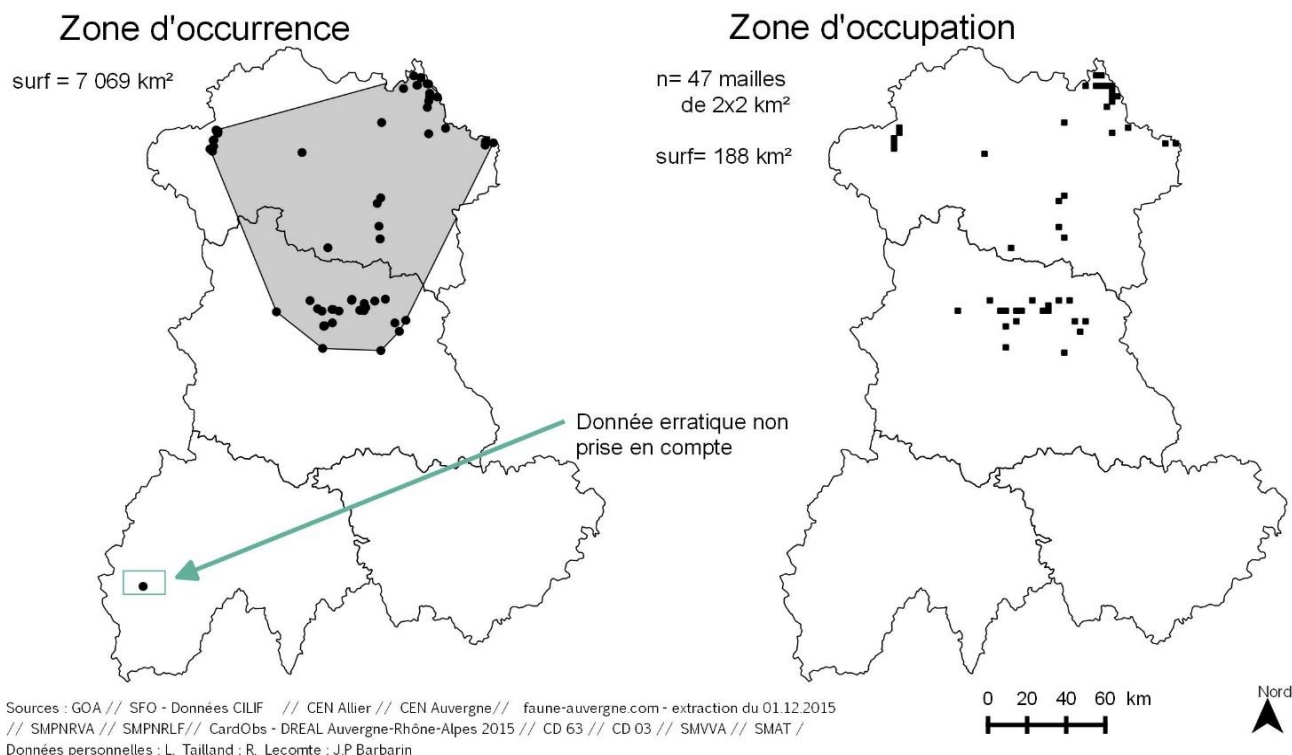 Zone d'occurrence
surf = 7 069 km²
Zone d'occupation
n= 47 mailles
de 2x2 km²
surf= 188 km²
Donnée erratique non
prise en compte
0 20 40 60 km
Nord
Sources : GOA // SFO - Données CILIF // CEN Allier // CEN Auvergne// faune-auvergne.com - extraction du 01.12.2015
// SMPNRVA // SMPNRLF// CardObs - DREAL Auvergne-Rhône-Alpes 2015 // CD 63 // CD 03 // SMVVA // SMAT /
Données personnelles : L. Tailland ; R. Lecomte ; J.P Barbarin